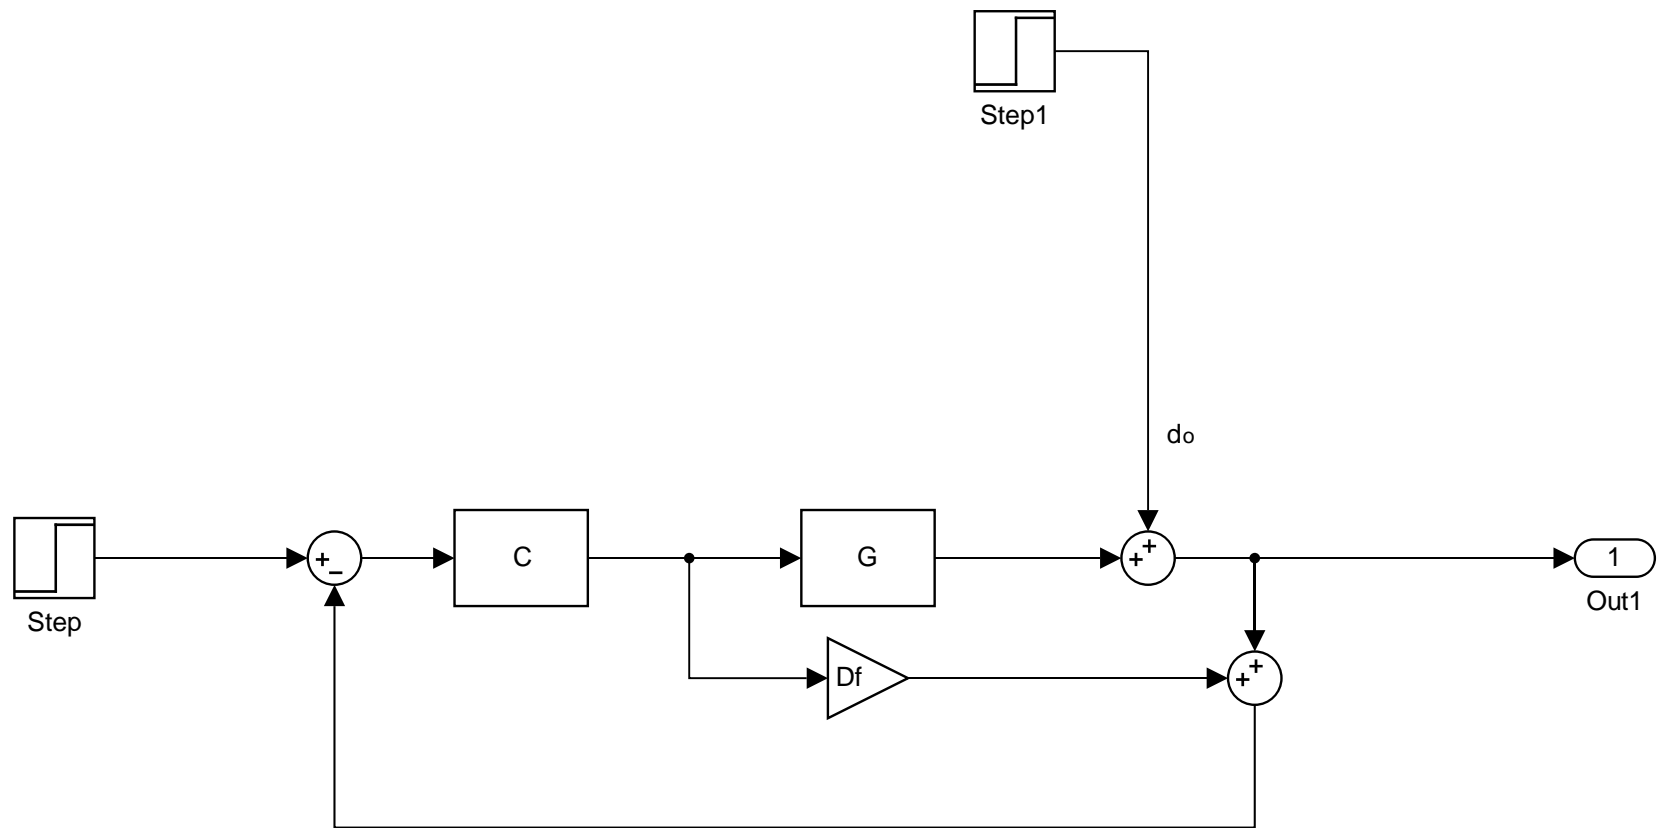 Step1
do
Step
+
−
C
G
+
+
1
Out1
Df
+
+